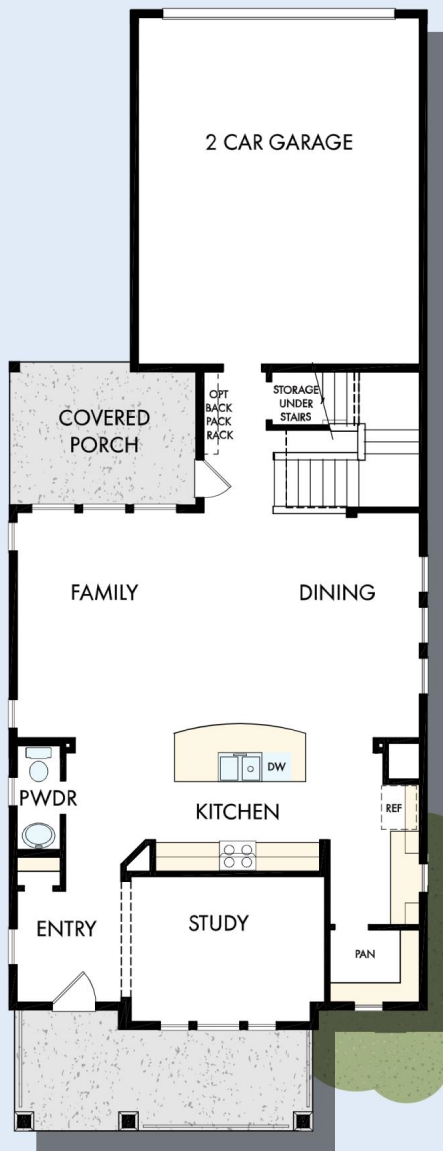 2 CAR GARAGE
OPT
BACK
PACK
RACK
STORAGE
UNDER
STAIRS
COVERED
PORCH
FAMILY
DINING
DW
PWDR
KITCHEN
REF
ENTRY
STUDY
PAN